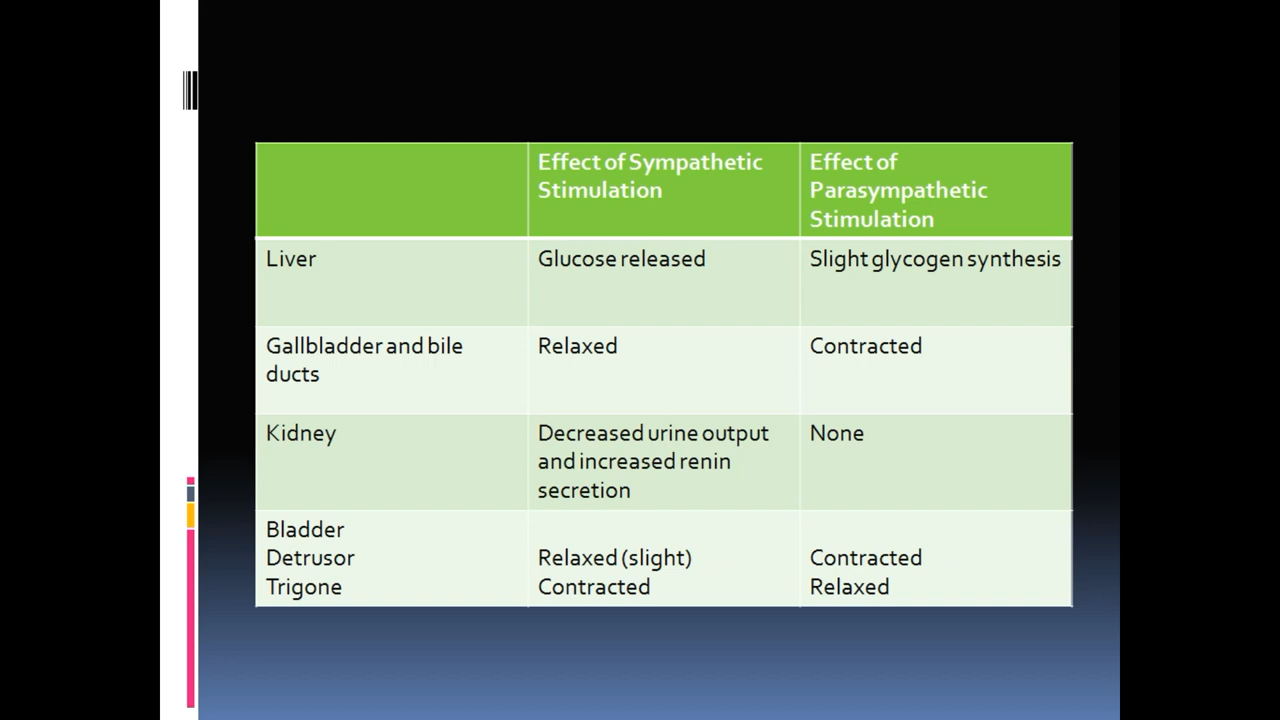 Effect of Sympathetic
Stimulation
Effect of
Parasympathetic
Stimulation
Liver
Glucose released
Slight glycogen synthesis
Gallbladder and bile
ducts
Relaxed
Contracted
Kidney
Decreased urine output
and increased renin
secretion
None
Bladder
Detrusor
Trigone
Relaxed (slight)
Contracted
Contracted
Relaxed